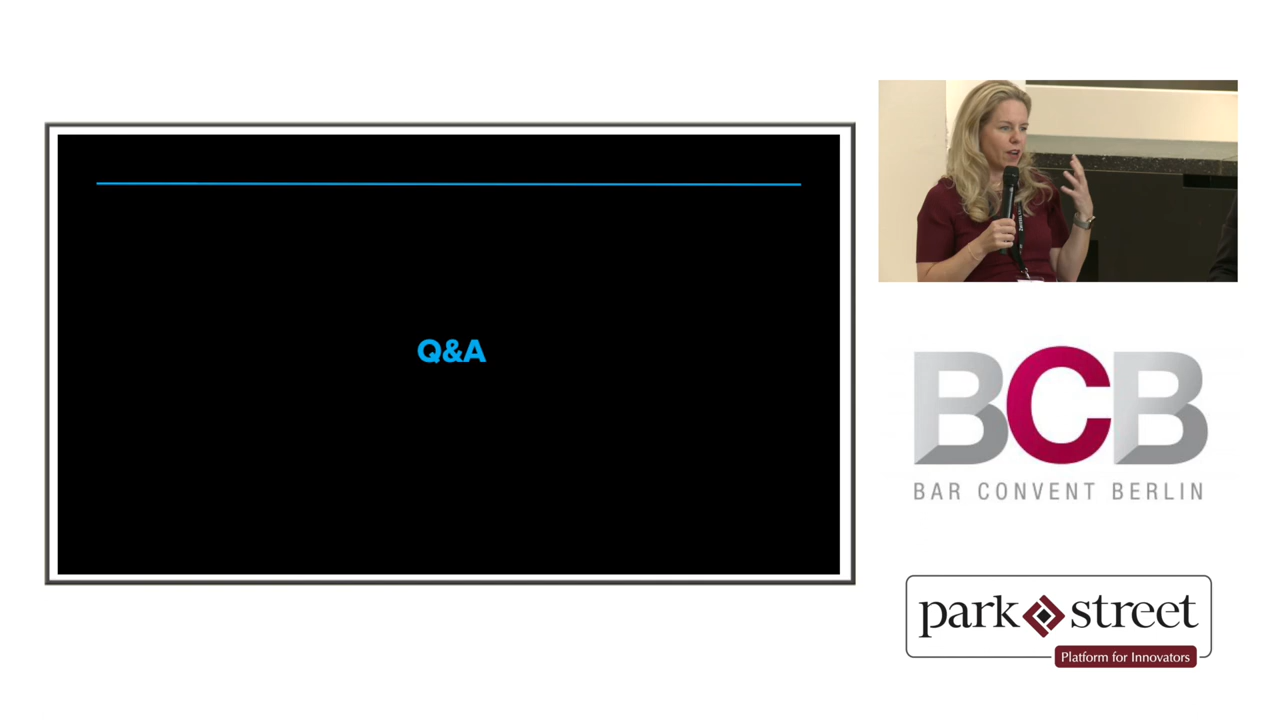 Q&A
BCB
BAR CONVENT BERLIN
park street
Platform for Innovators